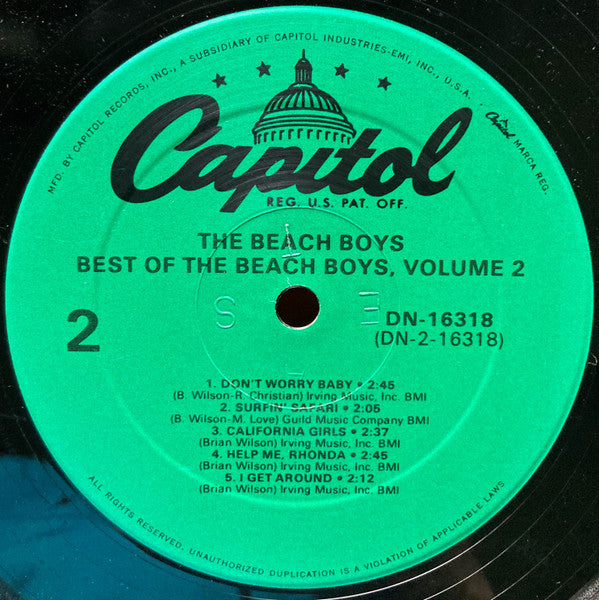 MFD. BY CAPITOL RECORDS, INC., A SUBSIDIARY OF CAPITOL INDUSTRIES-EMI, INC., U.S.A. · Capitol MARCA REG.
Capitol
REG. U.S. PAT. OFF.
THE BEACH BOYS
BEST OF THE BEACH BOYS, VOLUME 2
2
S E
DN-16318
(DN-2-16318)
1. DON'T WORRY BABY • 2:45
(B. Wilson-R. Christian) Irving Music, Inc. BMI
2. SURFIN' SAFARI • 2:05
(B. Wilson-M. Love) Guild Music Company BMI
3. CALIFORNIA GIRLS • 2:37
(Brian Wilson) Irving Music, Inc. BMI
4. HELP ME, RHONDA • 2:45
(Brian Wilson) Irving Music, Inc. BMI
5. I GET AROUND • 2:12
(Brian Wilson) Irving Music, Inc. BMI
ALL RIGHTS RESERVED. UNAUTHORIZED DUPLICATION IS A VIOLATION OF APPLICABLE LAWS